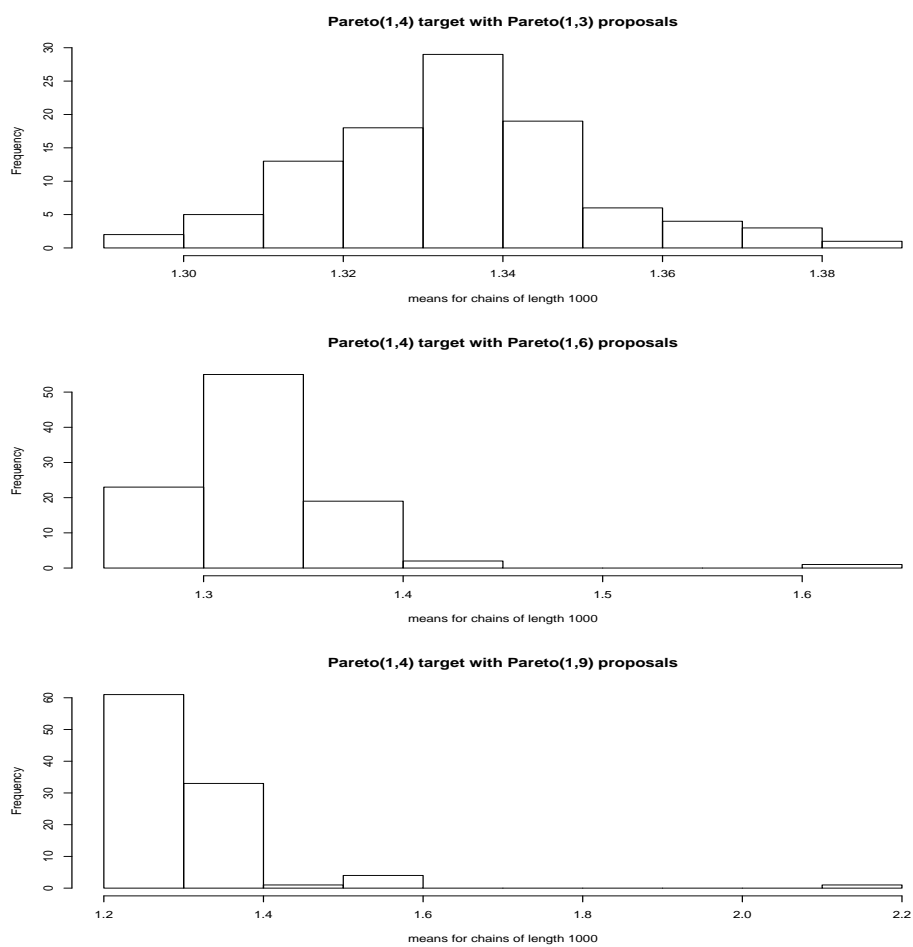 Pareto(1,4) target with Pareto(1,3) proposals
Frequency
30
25
20
15
10
5
0
1.30 1.32 1.34 1.36 1.38
means for chains of length 1000
Pareto(1,4) target with Pareto(1,6) proposals
Frequency
50
40
30
20
10
0
1.3 1.4 1.5 1.6
means for chains of length 1000
Pareto(1,4) target with Pareto(1,9) proposals
Frequency
60
50
40
30
20
10
0
1.2 1.4 1.6 1.8 2.0 2.2
means for chains of length 1000